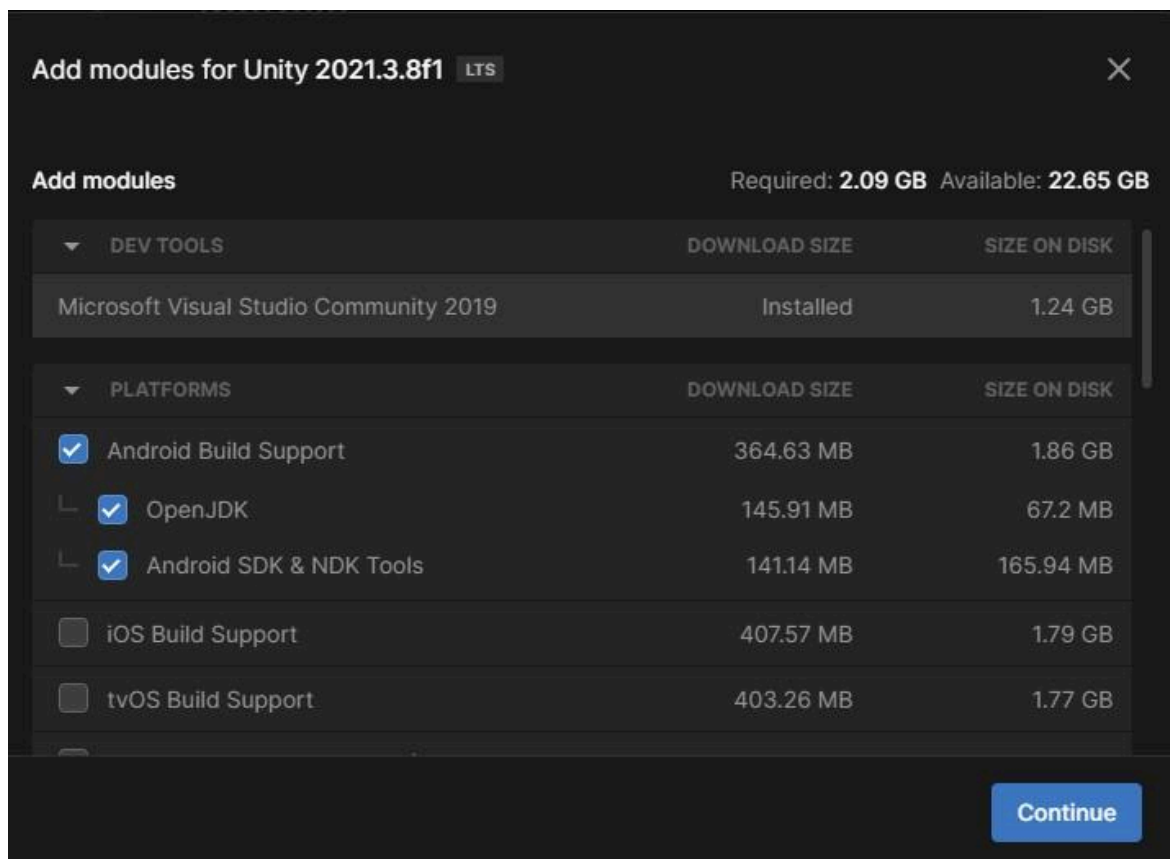 Add modules for Unity 2021.3.8f1 LTS
Add modules Required: 2.09 GB Available: 22.65 GB
DEV TOOLS DOWNLOAD SIZE SIZE ON DISK
Microsoft Visual Studio Community 2019 Installed 1.24 GB
PLATFORMS DOWNLOAD SIZE SIZE ON DISK
Android Build Support 364.63 MB 1.86 GB
OpenJDK 145.91 MB 67.2 MB
Android SDK & NDK Tools 141.14 MB 165.94 MB
iOS Build Support 407.57 MB 1.79 GB
tvOS Build Support 403.26 MB 1.77 GB
Continue